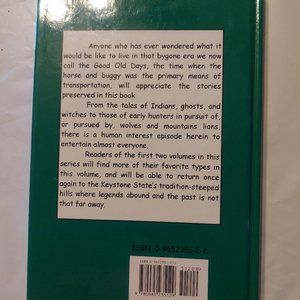 Anyone who has ever wondered what it
would be like to live in that bygone era we now
call the Good Old Days, the time when the
horse and buggy was the primary means of
transportation, will appreciate the stories
preserved in this book.
From the tales of Indians, ghosts, and
witches to those of early hunters in pursuit of,
or pursued by, wolves and mountains lions,
there is a human interest episode herein to
entertain almost everyone.
Readers of the first two volumes in this
series will find more of their favorite types in
this volume, and will be able to return once
again to the Keystone State's tradition-steeped
hills where legends abound and the past is not
that far away.
ISBN 0-9652351-2-7